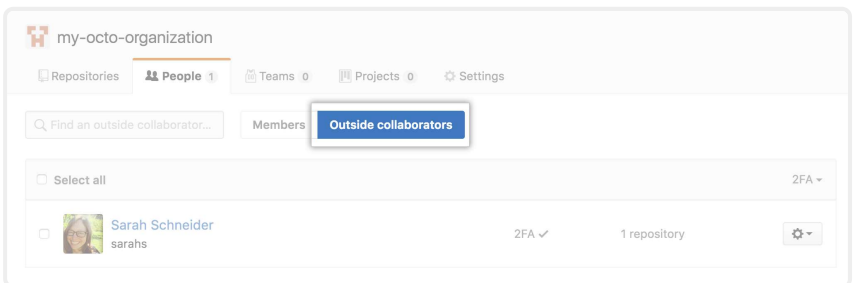 my-octo-organization
Repositories People 1 Teams 0 Projects 0 Settings
Find an outside collaborator... Members Outside collaborators
Select all 2FA
Sarah Schneider
sarahs 2FA 1 repository